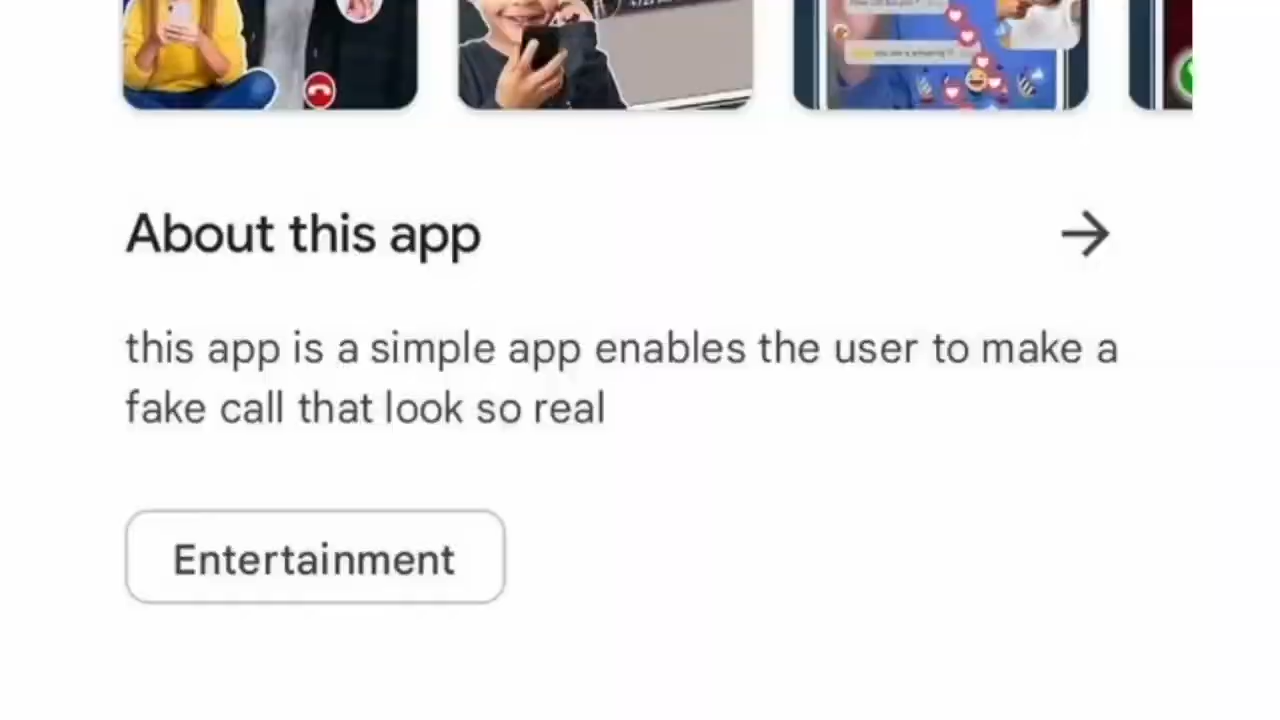 About this app
this app is a simple app enables the user to make a
fake call that look so real
Entertainment